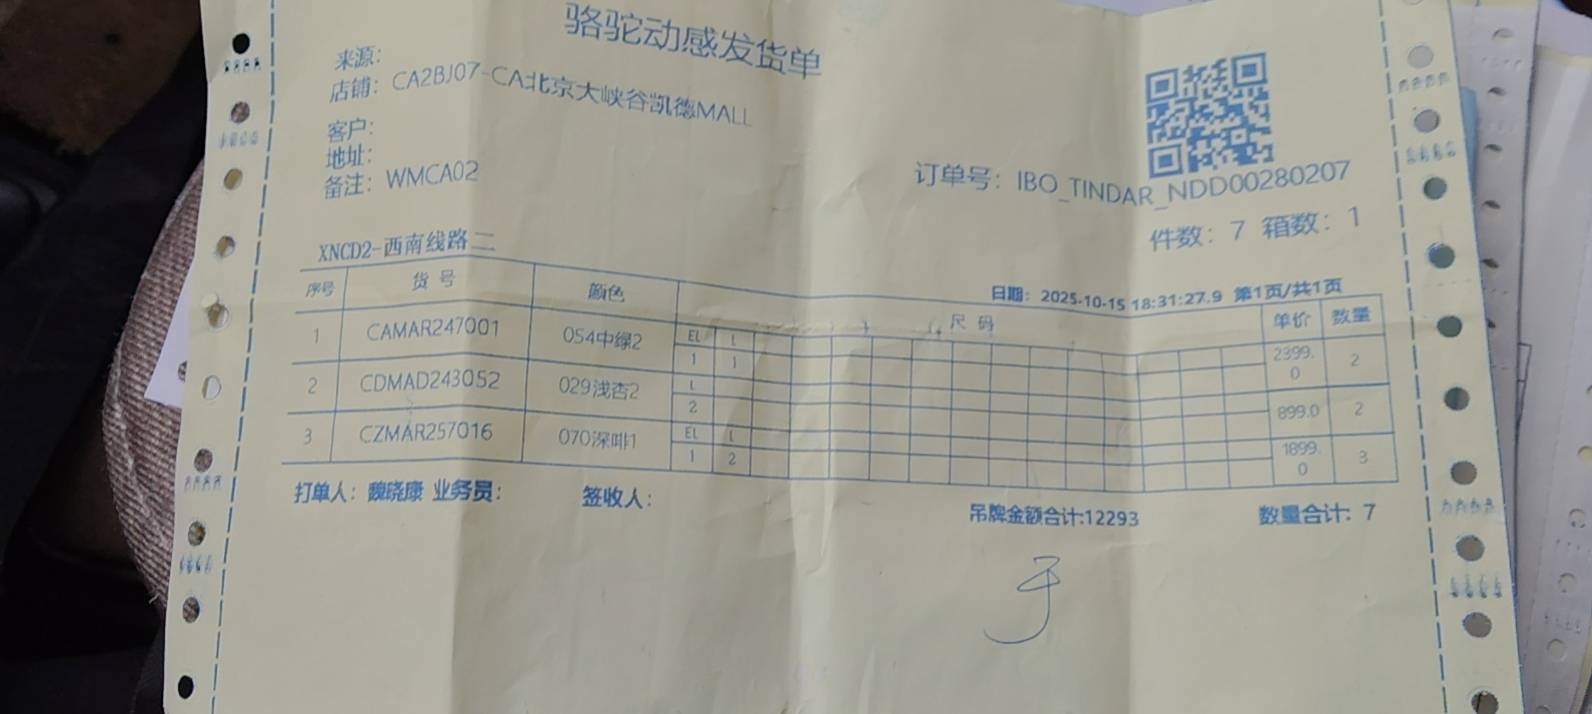 骆驼动感发货单
来源:
店铺: CA2BJ07-CA北京大峡谷凯德MALL
客户:
地址:
备注: WMCA02
订单号: IBO_TINDAR_NDD00280207
件数: 7 箱数: 1
XNCD2-西南线路二
日期: 2025-10-15 18:31:27.9 第1页/共1页
序号 货号 颜色 尺码 单价 数量
1 CAMAR247001 054中绿2 EL L 2399.0 2
1 1
2 CDMAD243052 029浅杏2 L 899.0 2
2
3 CZMAR257016 070深啡1 EL L 1899.0 3
1 2
打单人: 魏晓康 业务员: 签收人: 吊牌金额合计:12293 数量合计: 7